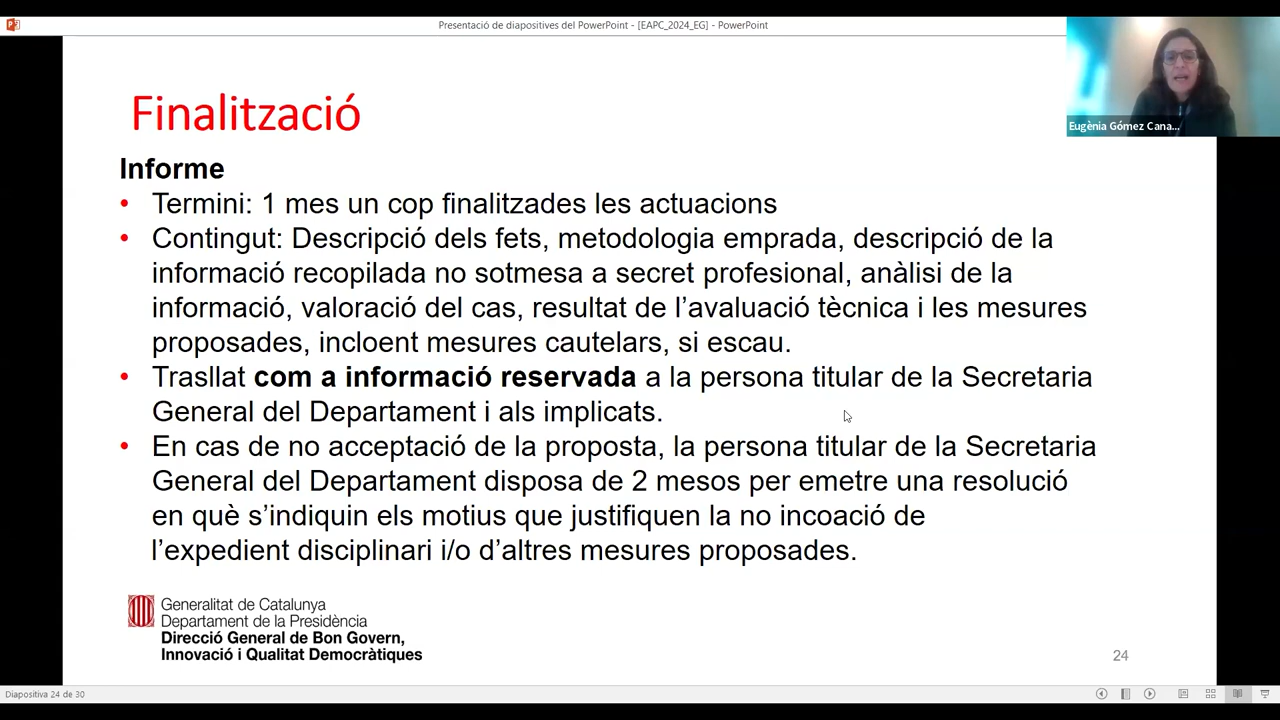 Presentació de diapositives del PowerPoint - [EAPC_2024_EG] - PowerPoint
Eugènia Gómez Cana...
Finalització
Informe
• Termini: 1 mes un cop finalitzades les actuacions
• Contingut: Descripció dels fets, metodologia emprada, descripció de la
informació recopilada no sotmesa a secret profesional, anàlisi de la
informació, valoració del cas, resultat de l’avaluació tècnica i les mesures
proposades, incloent mesures cautelars, si escau.
• Trasllat com a informació reservada a la persona titular de la Secretaria
General del Departament i als implicats.
• En cas de no acceptació de la proposta, la persona titular de la Secretaria
General del Departament disposa de 2 mesos per emetre una resolució
en què s’indiquin els motius que justifiquen la no incoació de
l’expedient disciplinari i/o d’altres mesures proposades.
Generalitat de Catalunya
Departament de la Presidència
Direcció General de Bon Govern,
Innovació i Qualitat Democràtiques
24
Diapositiva 24 de 30